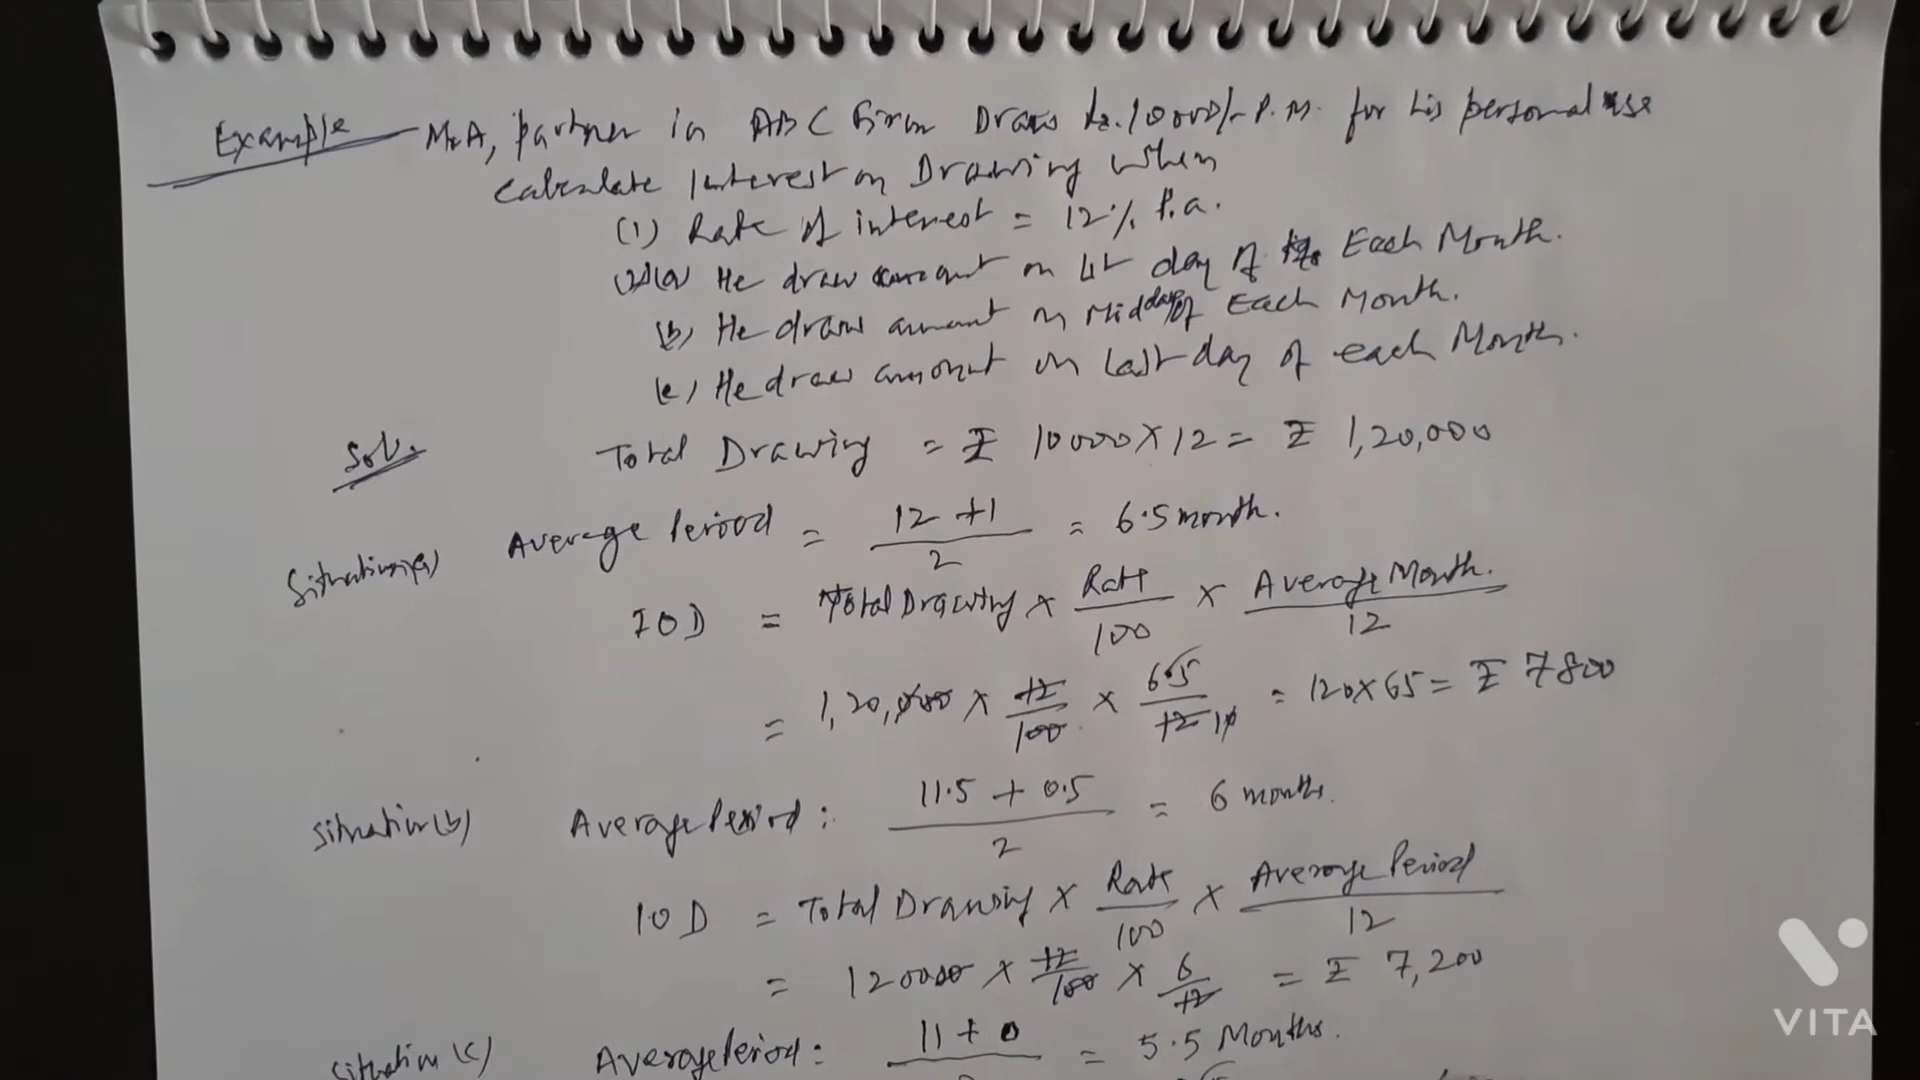 Example Mr A, partner in ABC firm Draws Rs. 10000/- P.M. for his personal use
Calculate Interest on Drawing when
(1) Rate of interest = 12% P.a.
(2)(a) He draw amount on 1st day of Each Month.
(b) He draw amount on Mid day of Each Month.
(c) He draw amount on last day of each Month.
Sol. Total Drawing = ₹ 10000 × 12 = ₹ 1,20,000
Situation (a) Average Period = 12 + 1 / 2 = 6.5 month.
IOD = Total Drawing × Rate / 100 × Average Month. / 12
= 1,20,000 × 12 / 100 × 6.5 / 12 10 = 120 × 65 = ₹ 7800
Situation (b) Average Period : 11.5 + 0.5 / 2 = 6 months.
IOD = Total Drawing × Rate / 100 × Average Period / 12
= 120000 × 12 / 100 × 6 / 12 = ₹ 7,200
Situation (c) Average Period : 11 + 0 = 5.5 Months.
VITA